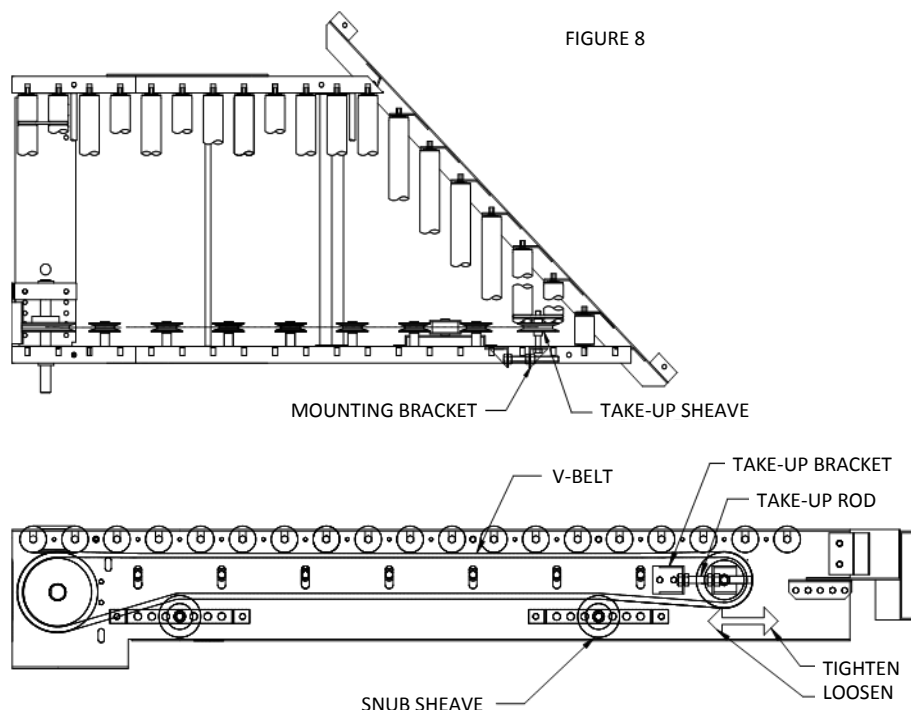 FIGURE 8
MOUNTING BRACKET
TAKE-UP SHEAVE
V-BELT
TAKE-UP BRACKET
TAKE-UP ROD
TIGHTEN
LOOSEN
SNUB SHEAVE